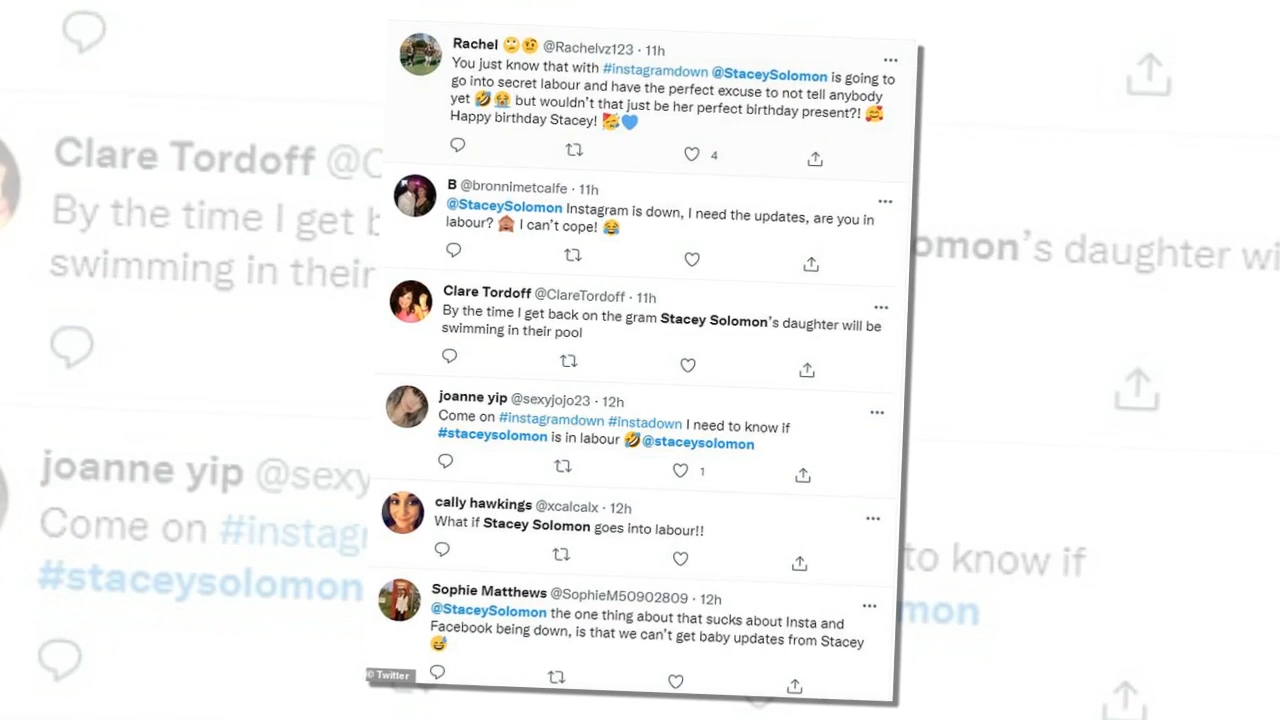 Rachel 🙄🤨 @Rachelvz123 · 11h
You just know that with #instagramdown @StaceySolomon is going to
go into secret labour and have the perfect excuse to not tell anybody
yet 🤣😭 but wouldn't that just be her perfect birthday present?! 🥰
Happy birthday Stacey! 🥳💙
4
B @bronnimetcalfe · 11h
@StaceySolomon Instagram is down, I need the updates, are you in
labour? 🙈 I can't cope! 😂
Clare Tordoff @ClareTordoff · 11h
By the time I get back on the gram Stacey Solomon's daughter will be
swimming in their pool
joanne yip @sexyjojo23 · 12h
Come on #instagramdown #instadown I need to know if
#staceysolomon is in labour 🤣@staceysolomon
1
cally hawkings @xcalcalx · 12h
What if Stacey Solomon goes into labour!!
Sophie Matthews @SophieM50902809 · 12h
@StaceySolomon the one thing about that sucks about Insta and
Facebook being down, is that we can't get baby updates from Stacey
😅
© Twitter
Clare Tordoff @C
By the time I get b
omon's daughter wi
swimming in their
joanne yip @sexy
Come on #instagr
to know if
#staceysolomon
mon